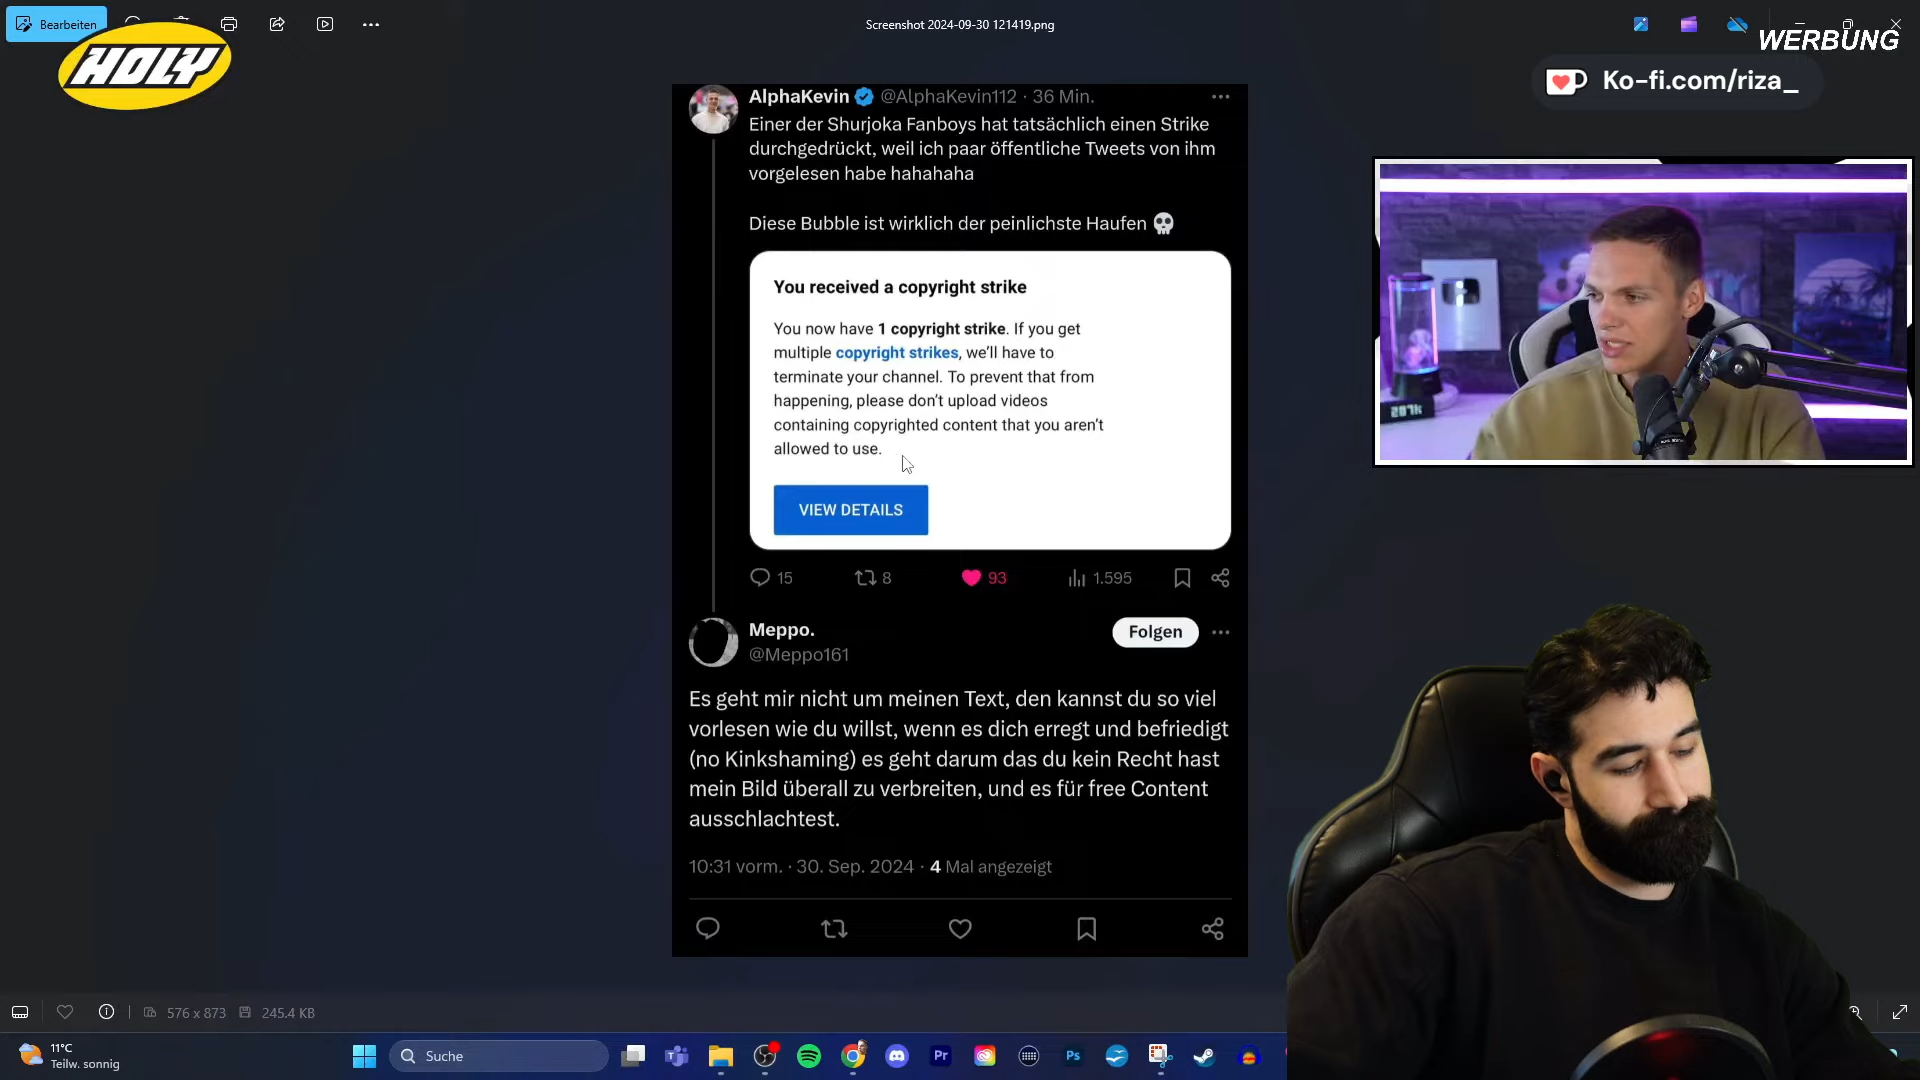 Bearbeiten
Screenshot 2024-09-30 121419.png
HOLY
WERBUNG
Ko-fi.com/riza_
AlphaKevin @AlphaKevin112 · 36 Min.
Einer der Shurjoka Fanboys hat tatsächlich einen Strike
durchgedrückt, weil ich paar öffentliche Tweets von ihm
vorgelesen habe hahahaha
Diese Bubble ist wirklich der peinlichste Haufen 💀
You received a copyright strike
You now have 1 copyright strike. If you get
multiple copyright strikes, we'll have to
terminate your channel. To prevent that from
happening, please don't upload videos
containing copyrighted content that you aren't
allowed to use.
VIEW DETAILS
15 8 93 1.595
Meppo.
Folgen
@Meppo161
Es geht mir nicht um meinen Text, den kannst du so viel
vorlesen wie du willst, wenn es dich erregt und befriedigt
(no Kinkshaming) es geht darum das du kein Recht hast
mein Bild überall zu verbreiten, und es für free Content
ausschlachtest.
10:31 vorm. · 30. Sep. 2024 · 4 Mal angezeigt
576 x 873 245.4 KB
11°C
Teilw. sonnig
Suche
Pr
Ps